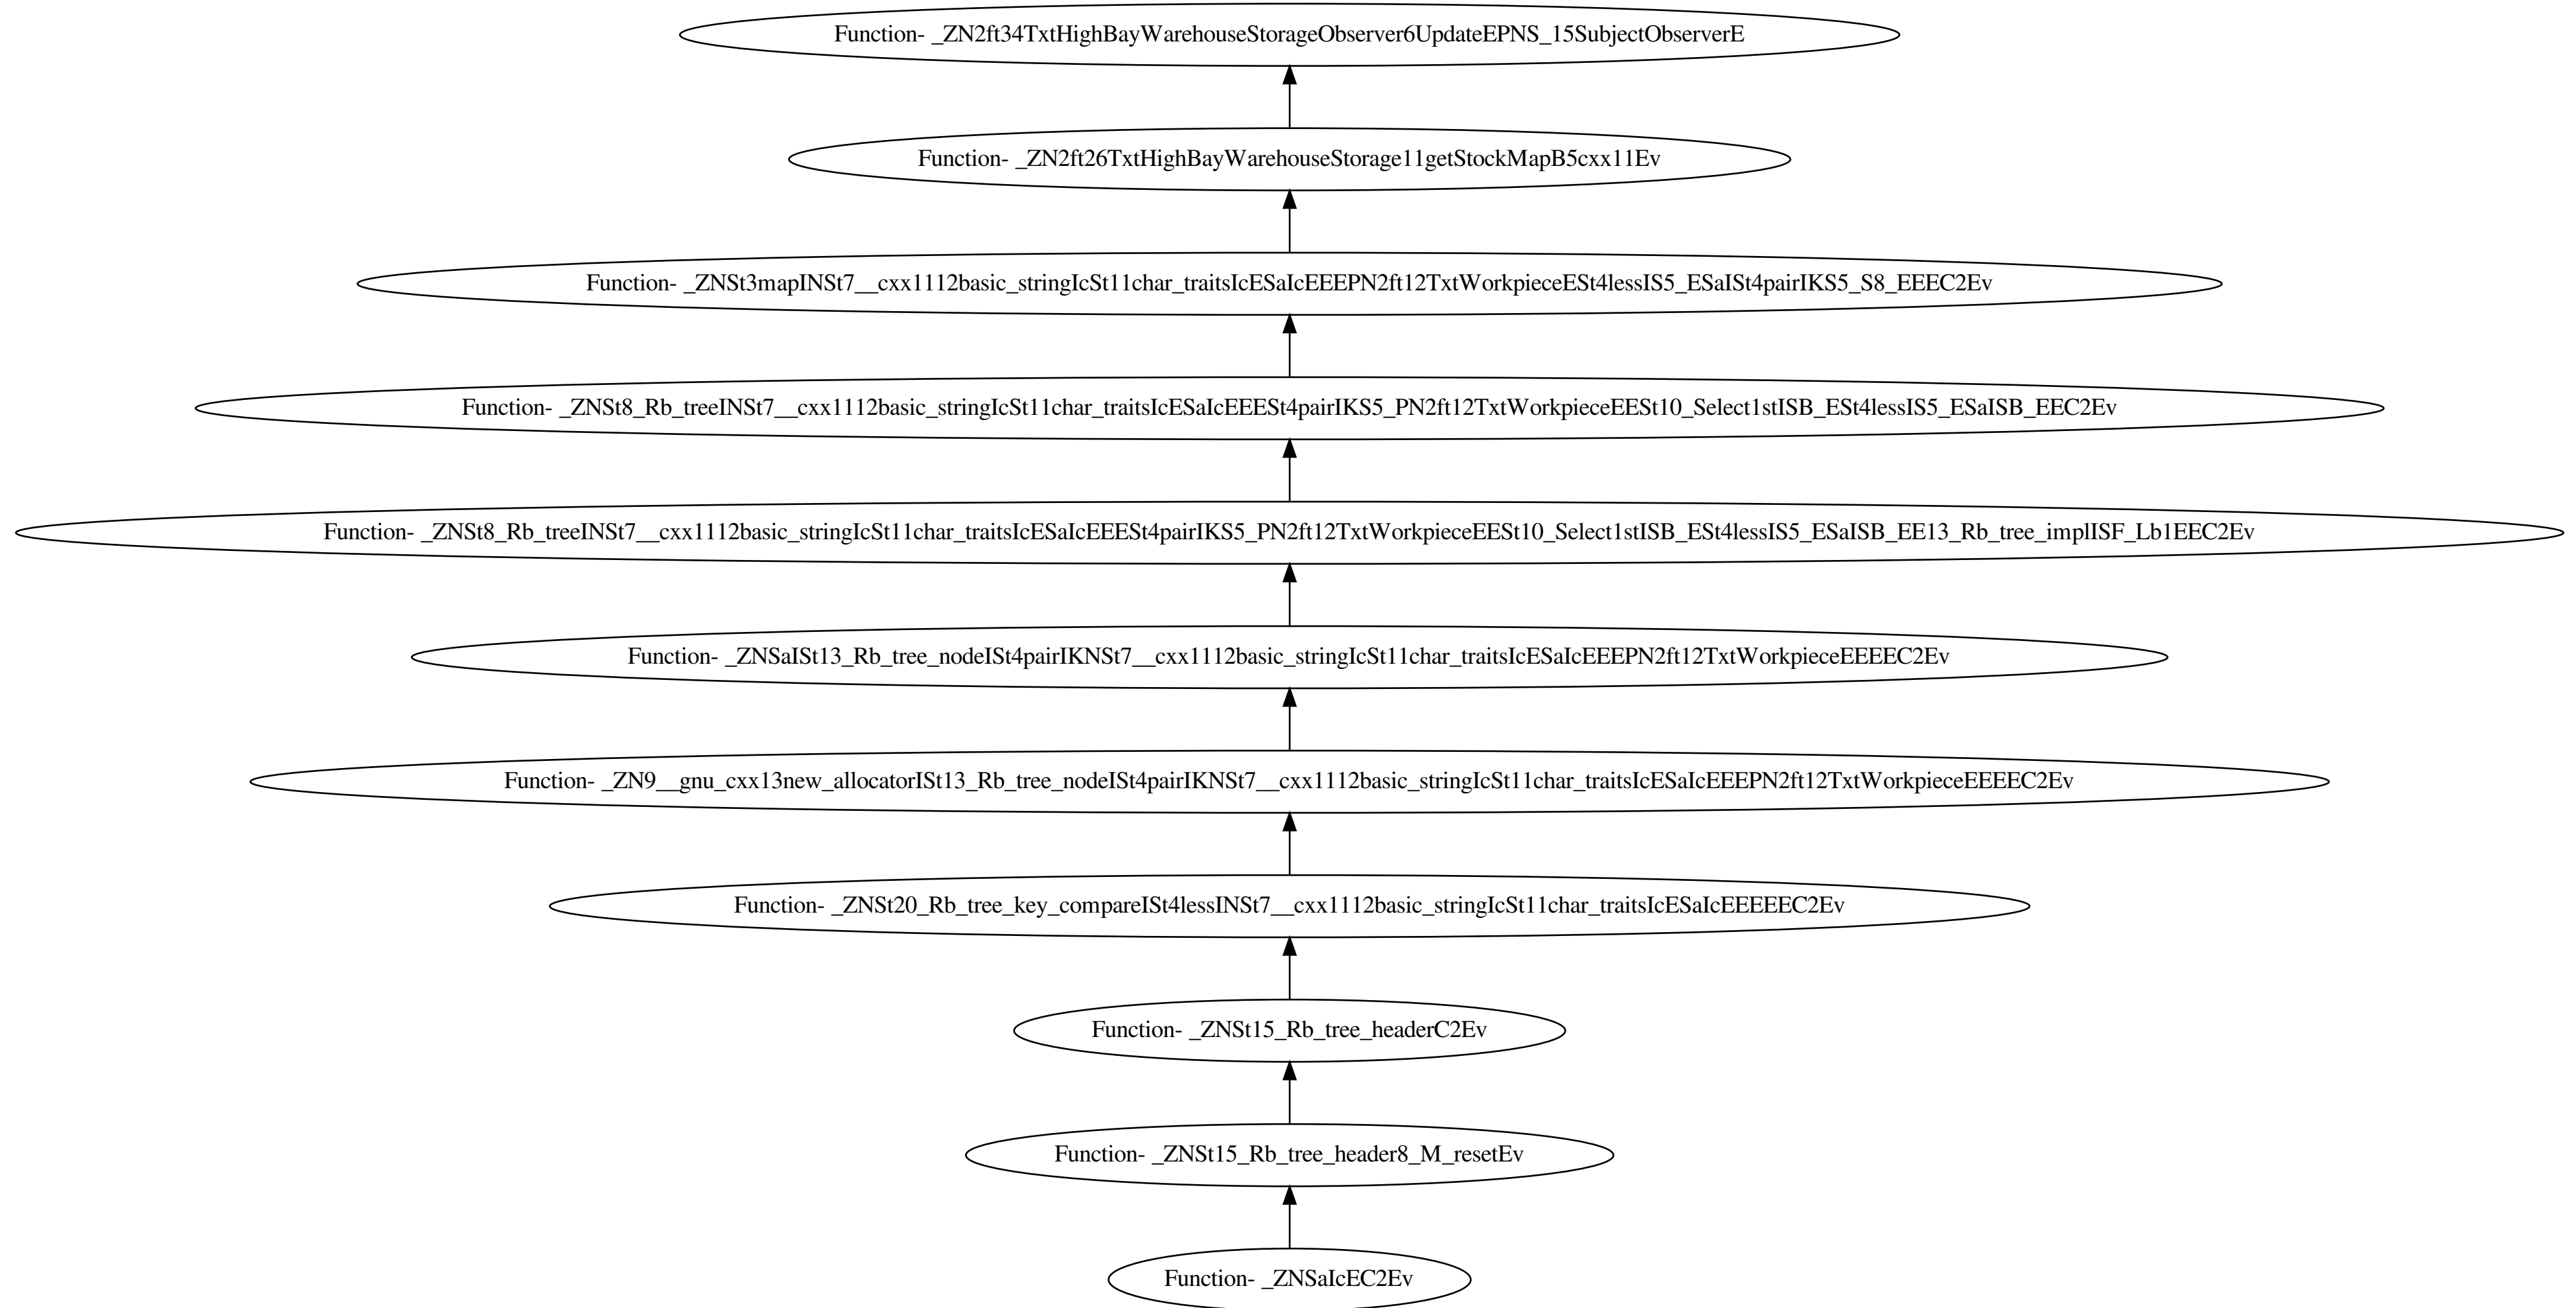 Function- _ZN2ft34TxtHighBayWarehouseStorageObserver6UpdateEPNS_15SubjectObserverE
Function- _ZN2ft26TxtHighBayWarehouseStorage11getStockMapB5cxx11Ev
Function- _ZNSt3mapINSt7__cxx1112basic_stringIcSt11char_traitsIcESaIcEEEPN2ft12TxtWorkpieceESt4lessIS5_ESaISt4pairIKS5_S8_EEEC2Ev
Function- _ZNSt8_Rb_treeINSt7__cxx1112basic_stringIcSt11char_traitsIcESaIcEEESt4pairIKS5_PN2ft12TxtWorkpieceEESt10_Select1stISB_ESt4lessIS5_ESaISB_EEC2Ev
Function- _ZNSt8_Rb_treeINSt7__cxx1112basic_stringIcSt11char_traitsIcESaIcEEESt4pairIKS5_PN2ft12TxtWorkpieceEESt10_Select1stISB_ESt4lessIS5_ESaISB_EE13_Rb_tree_implISF_Lb1EEC2Ev
Function- _ZNSaISt13_Rb_tree_nodeISt4pairIKNSt7__cxx1112basic_stringIcSt11char_traitsIcESaIcEEEPN2ft12TxtWorkpieceEEEEC2Ev
Function- _ZN9__gnu_cxx13new_allocatorISt13_Rb_tree_nodeISt4pairIKNSt7__cxx1112basic_stringIcSt11char_traitsIcESaIcEEEPN2ft12TxtWorkpieceEEEEC2Ev
Function- _ZNSt20_Rb_tree_key_compareISt4lessINSt7__cxx1112basic_stringIcSt11char_traitsIcESaIcEEEEEC2Ev
Function- _ZNSt15_Rb_tree_headerC2Ev
Function- _ZNSt15_Rb_tree_header8_M_resetEv
Function- _ZNSaIcEC2Ev